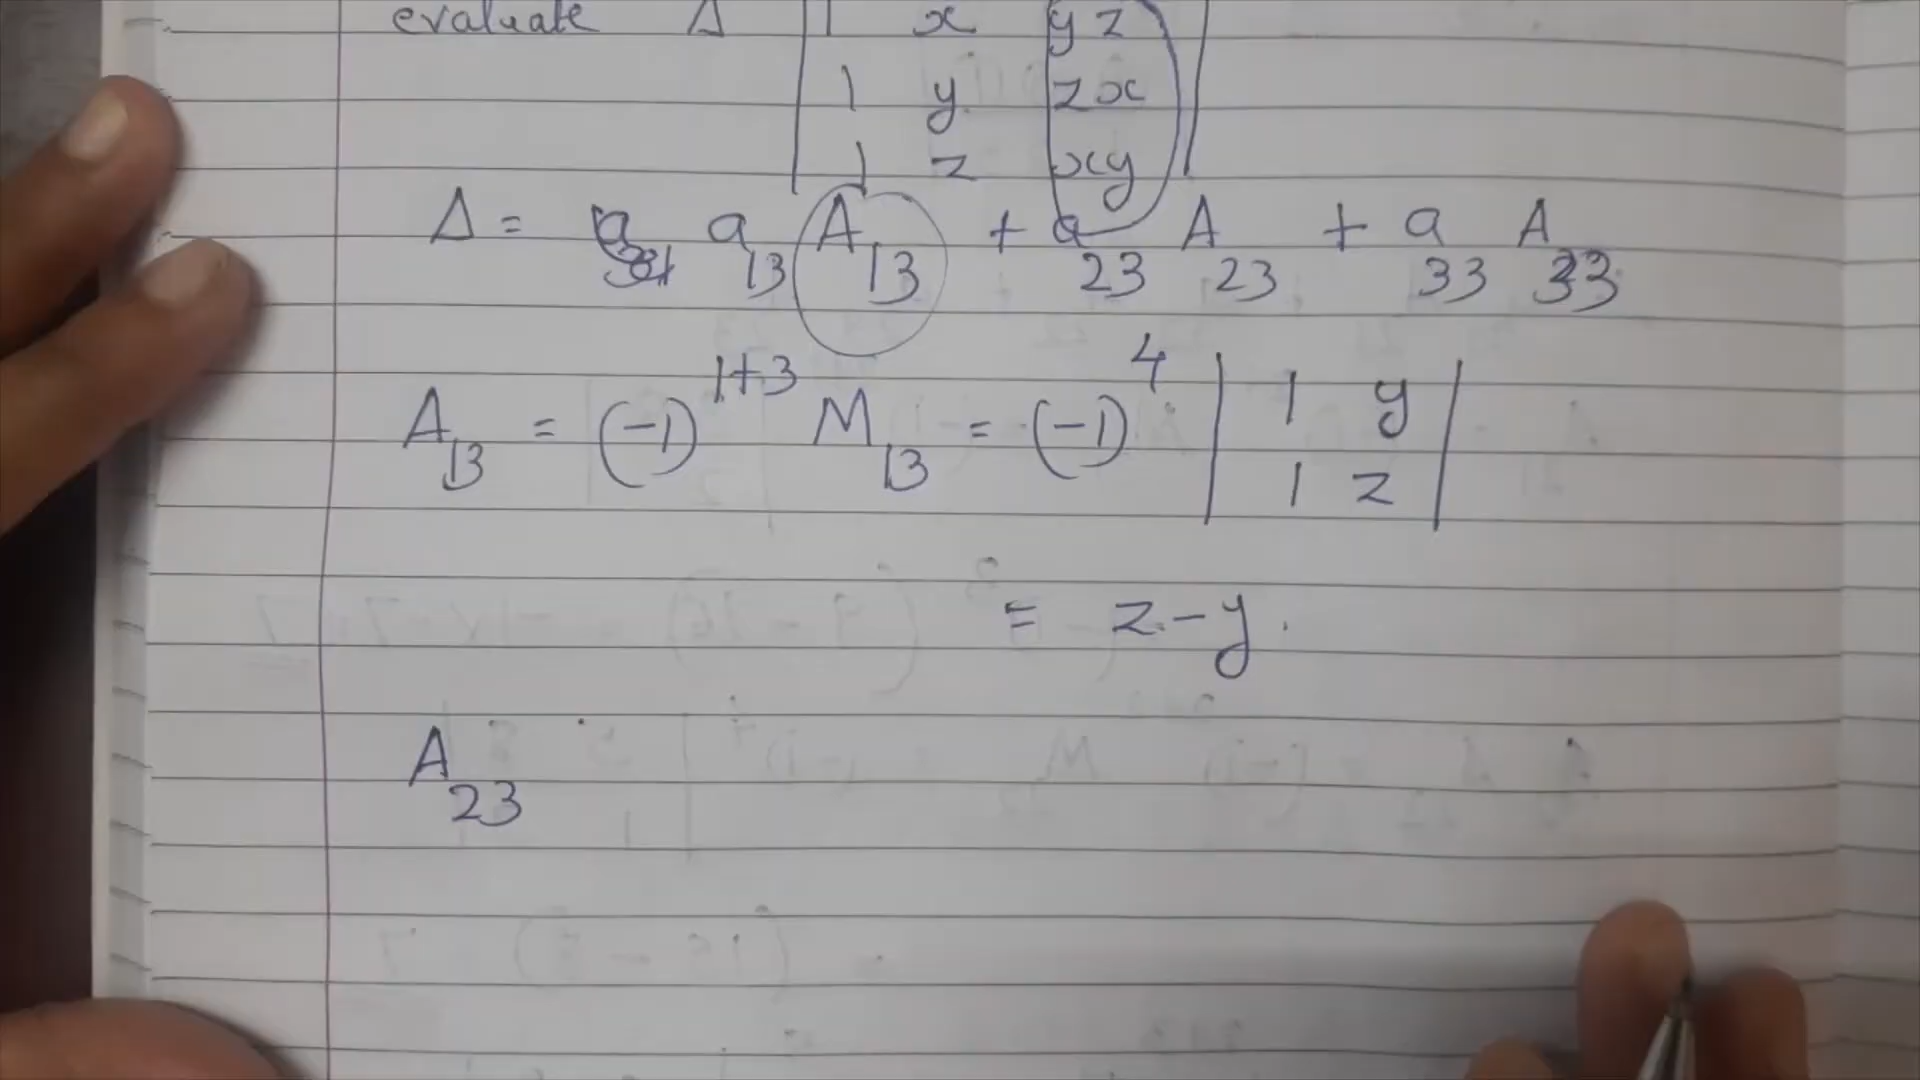 evaluate Δ | 1 x yz |
| 1 y zx |
| 1 z xy |
Δ = a₁₃ A₁₃ + a₂₃ A₂₃ + a₃₃ A₃₃
A₁₃ = (-1)¹⁺³ M₁₃ = (-1)⁴ | 1 y |
| 1 z |
= z - y .
A₂₃